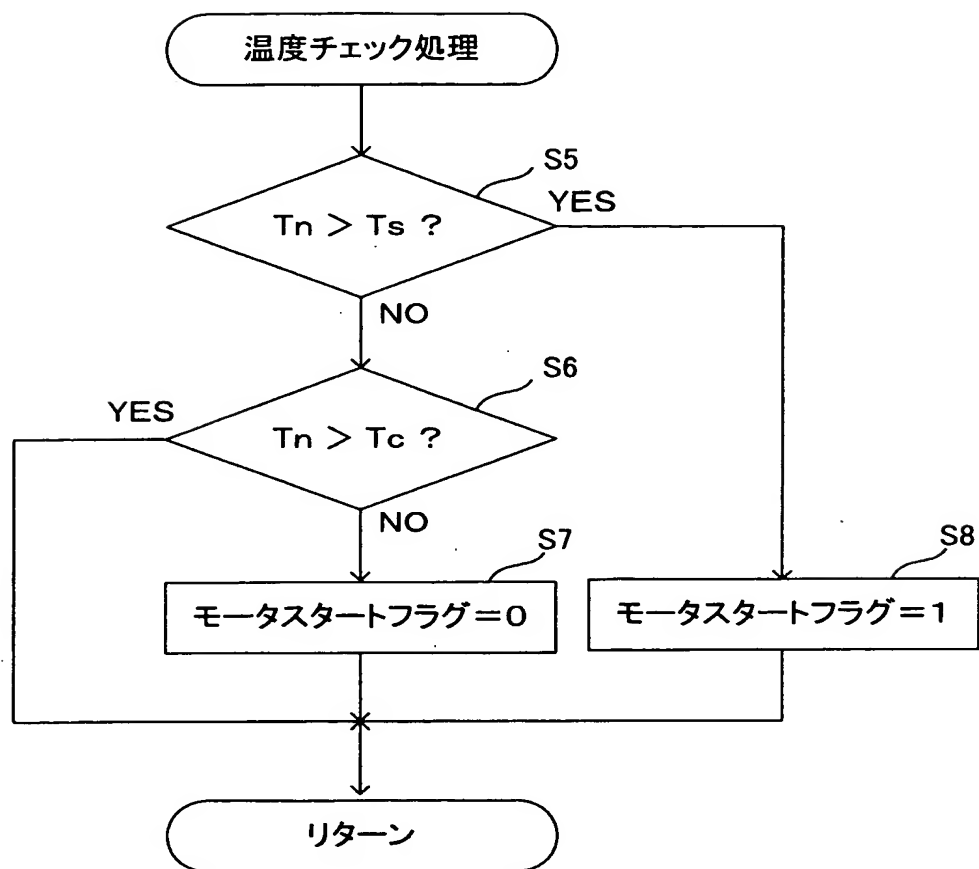 温度チェック処理
S5
Tn > Ts ?
YES
NO
S6
YES
Tn > Tc ?
NO
S7
モータスタートフラグ=0
S8
モータスタートフラグ=1
リターン